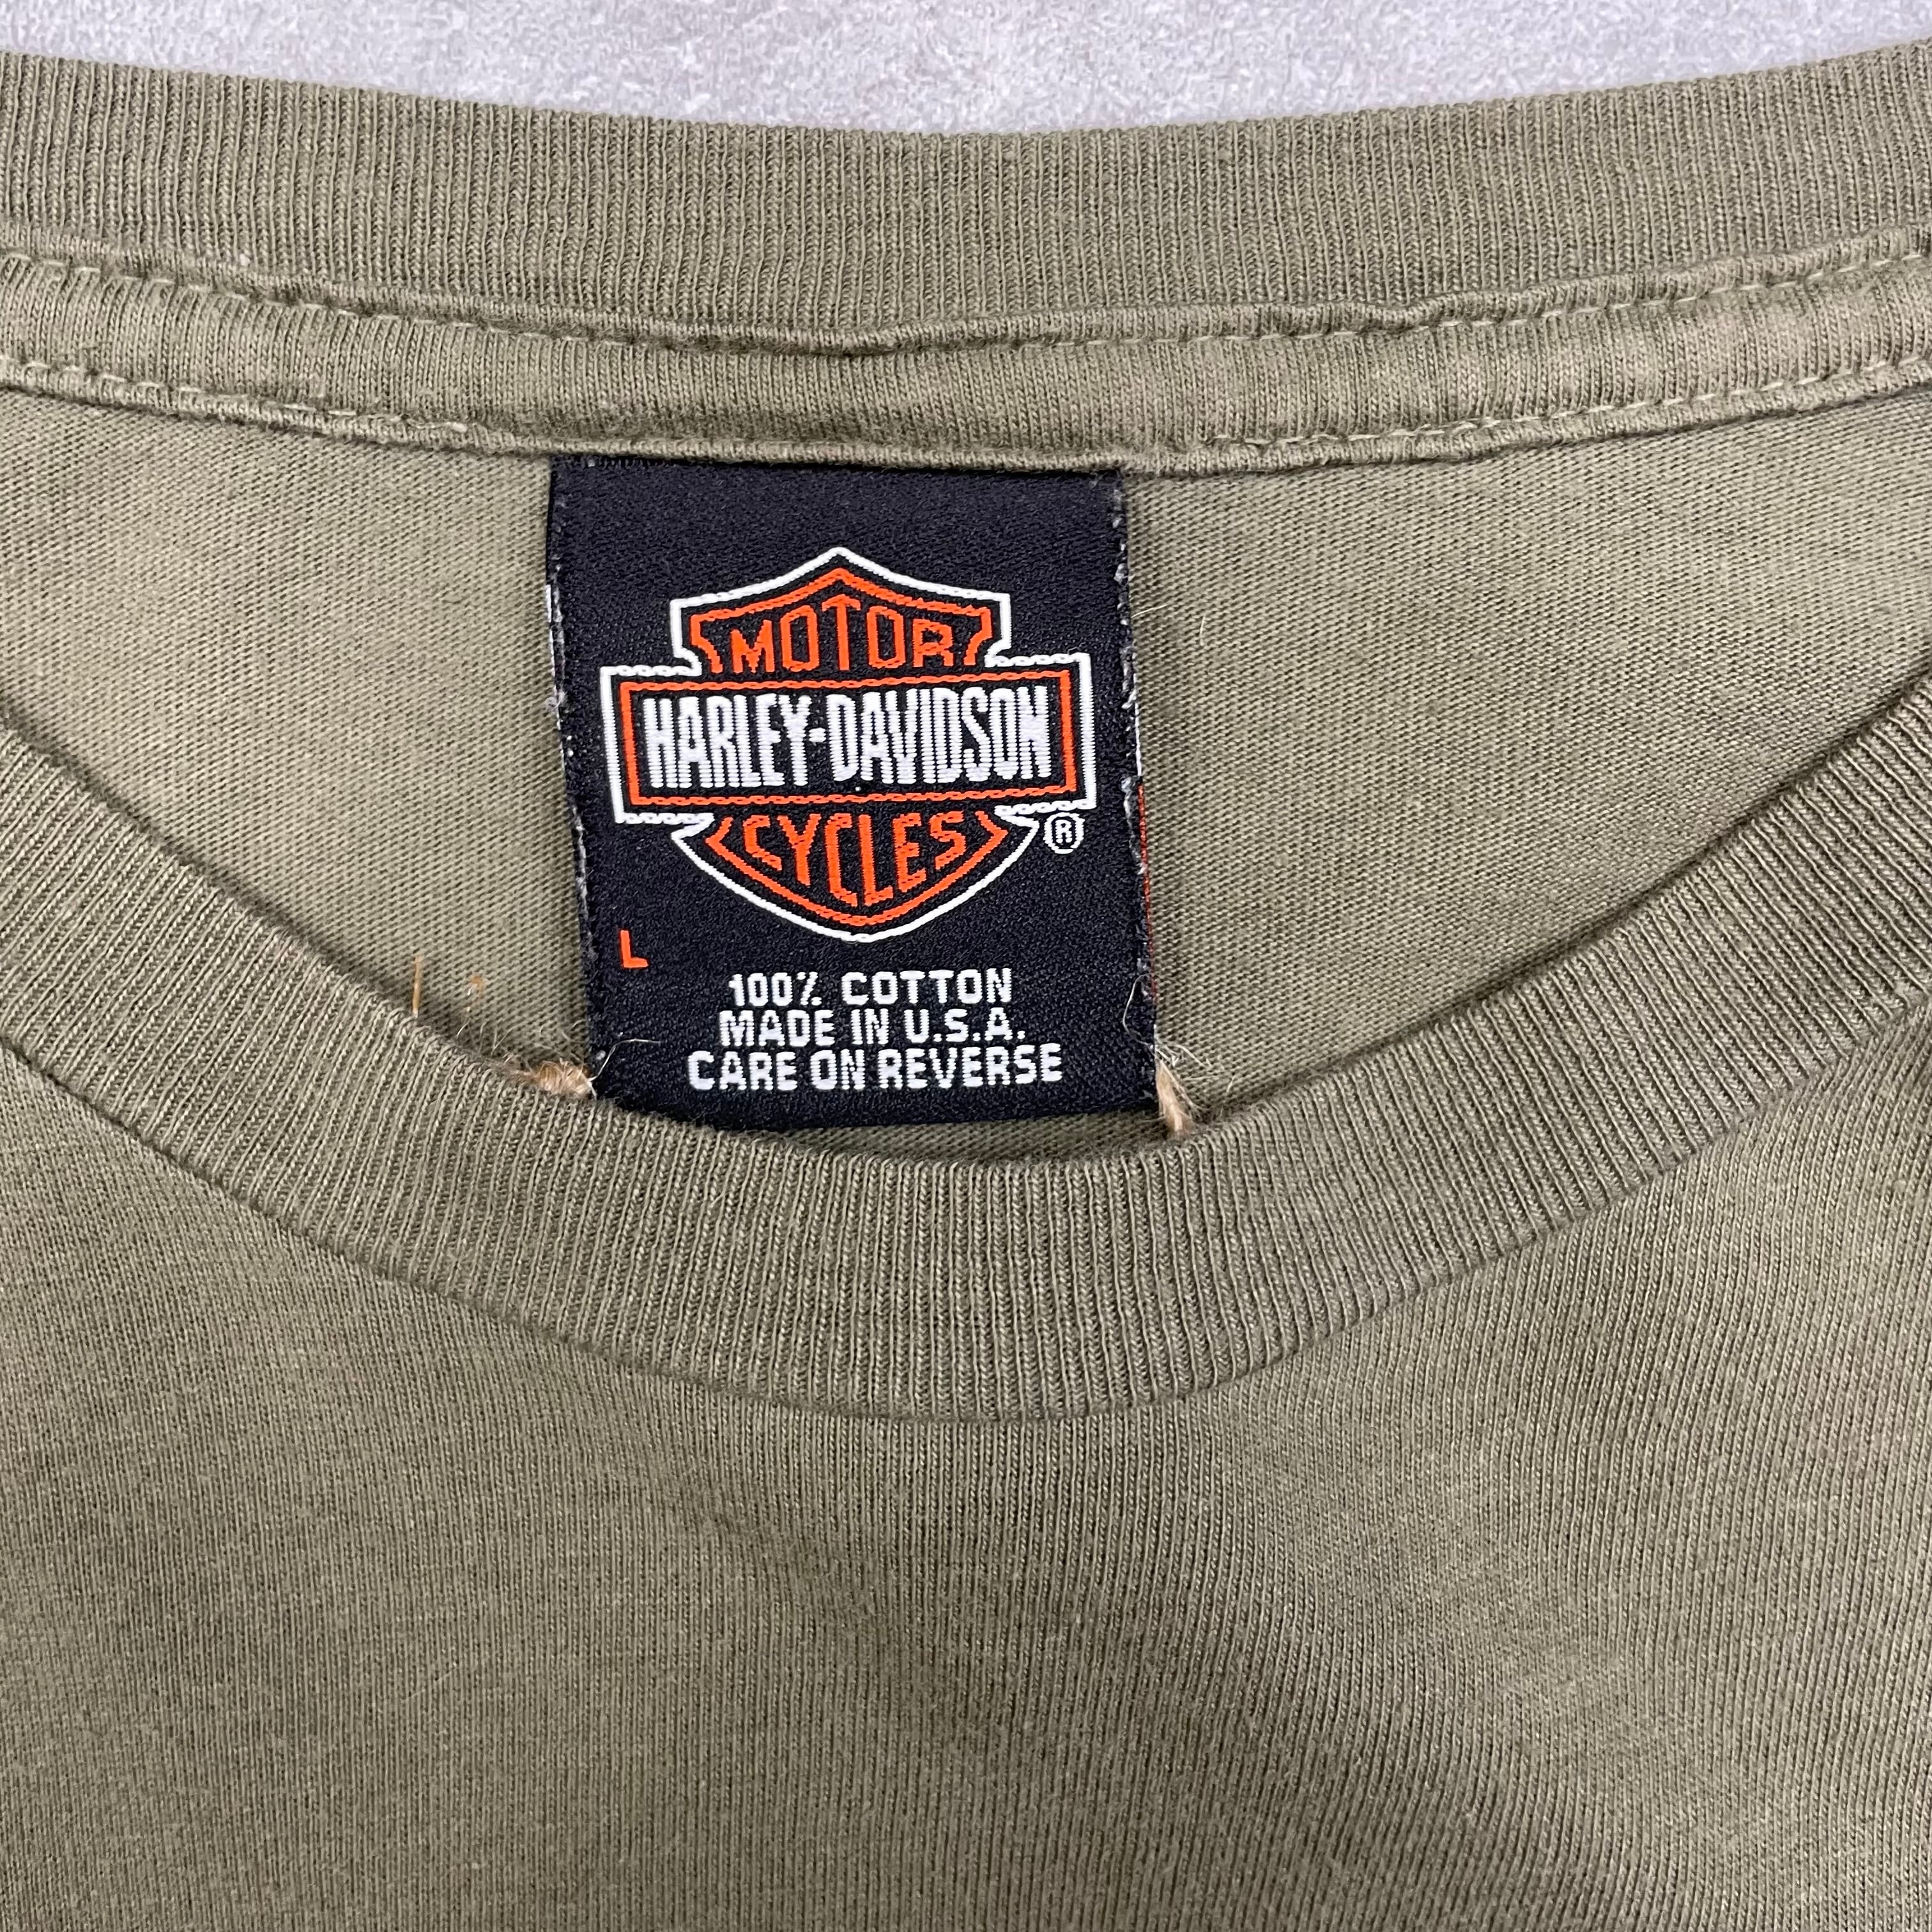 MOTOR
HARLEY-DAVIDSON
CYCLES ®
L
100% COTTON
MADE IN U.S.A.
CARE ON REVERSE